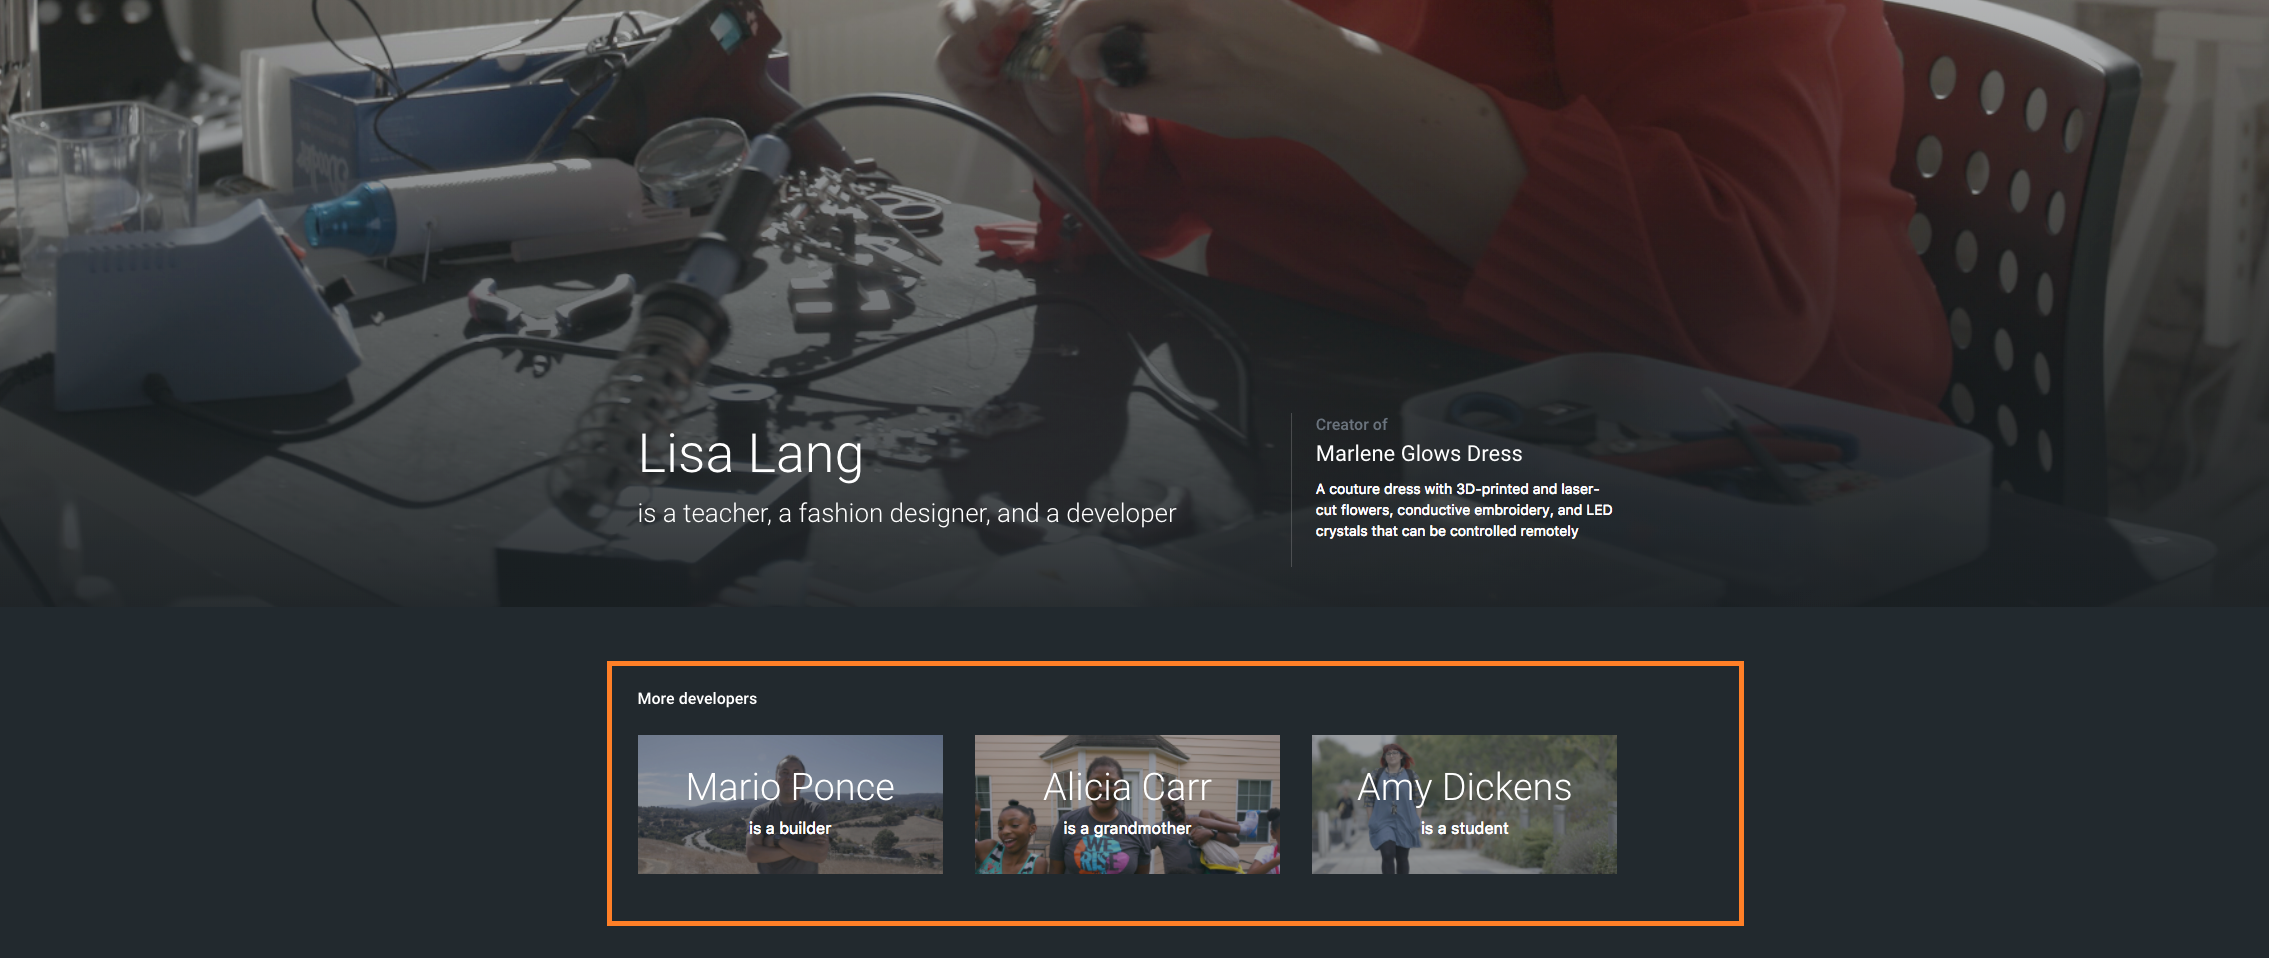 Lisa Lang
is a teacher, a fashion designer, and a developer
Creator of
Marlene Glows Dress
A couture dress with 3D-printed and laser-
cut flowers, conductive embroidery, and LED
crystals that can be controlled remotely
More developers
Mario Ponce
is a builder
Alicia Carr
is a grandmother
WE
RISE
Amy Dickens
is a student